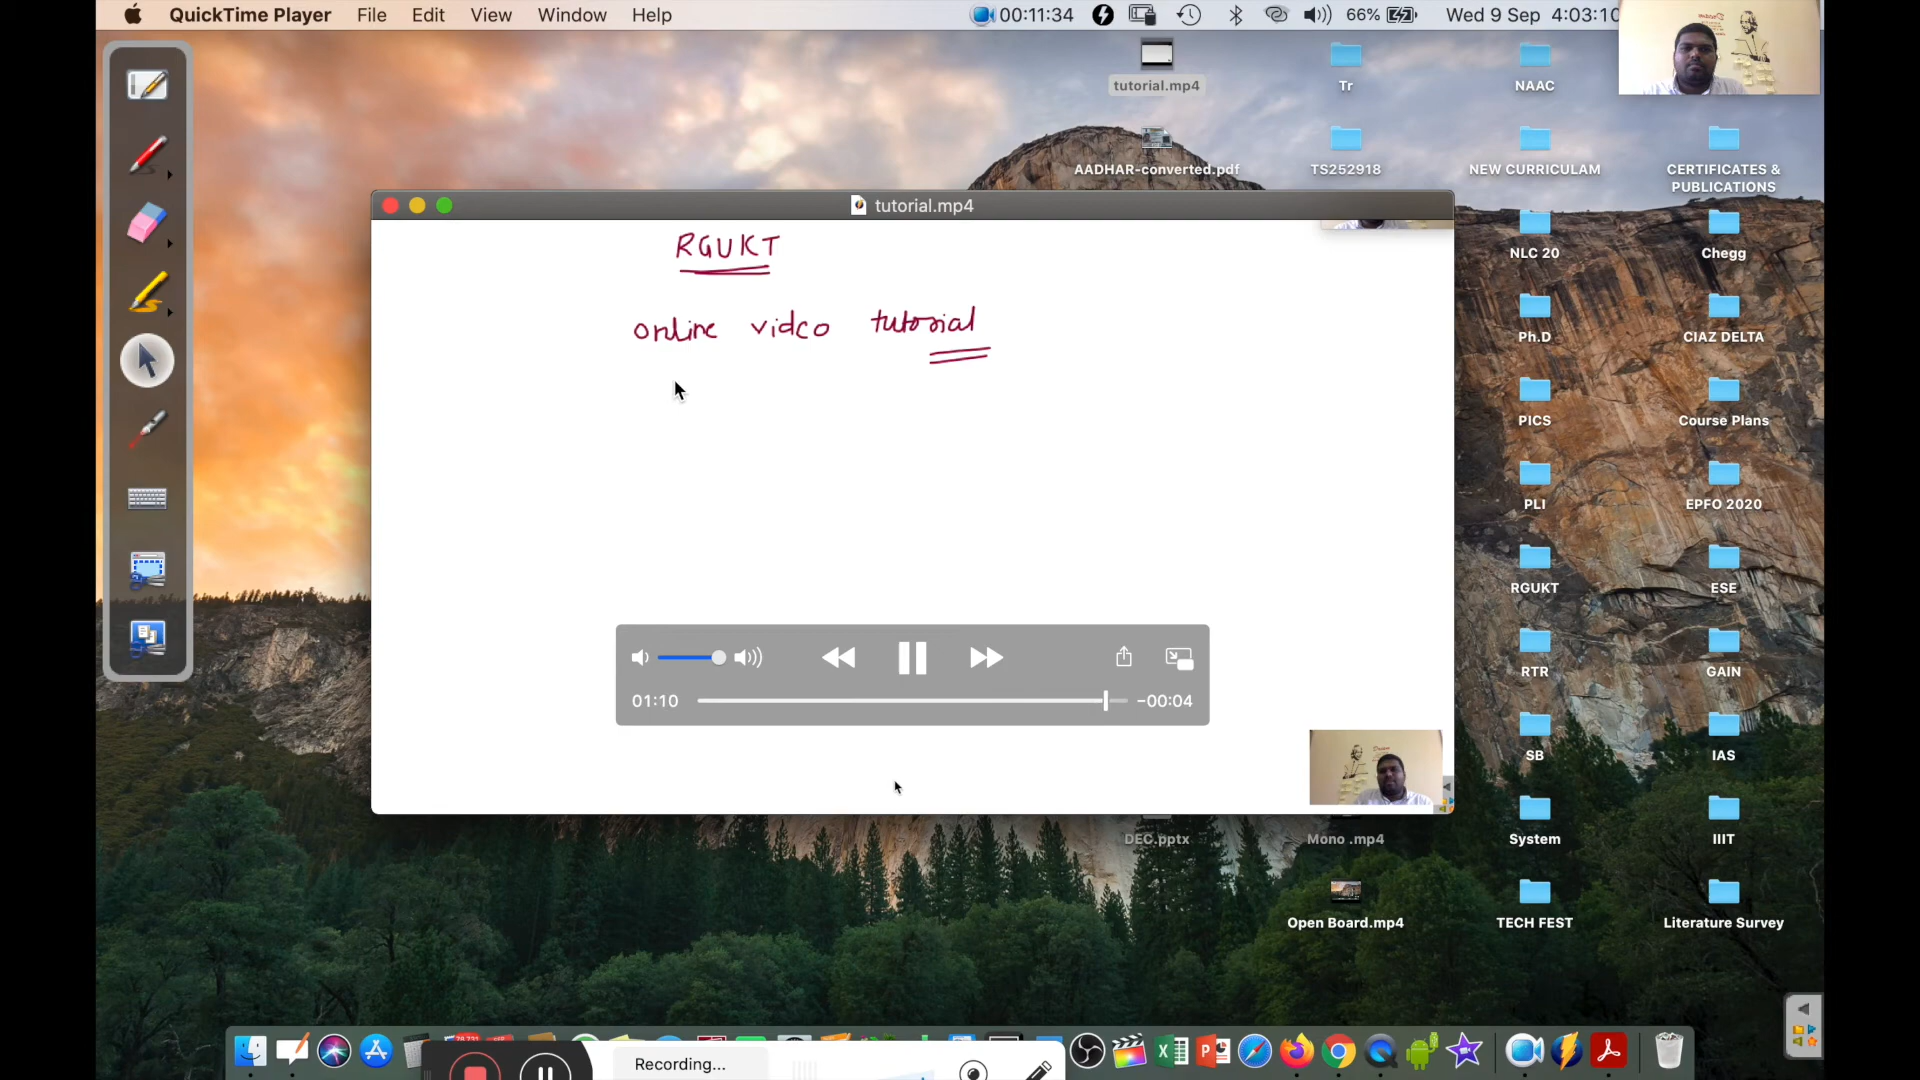 QuickTime Player File Edit View Window Help 00:11:34 66% Wed 9 Sep 4:03:10
tutorial.mp4 Tr NAAC
AADHAR-converted.pdf TS252918 NEW CURRICULAM CERTIFICATES &
PUBLICATIONS
tutorial.mp4
RGUKT
online video tutorial
01:10 -00:04
NLC 20 Chegg
Ph.D CIAZ DELTA
PICS Course Plans
PLI EPFO 2020
RGUKT ESE
RTR GAIN
SB IAS
DEC.pptx Mono .mp4 System IIIT
Open Board.mp4 TECH FEST Literature Survey
Recording...